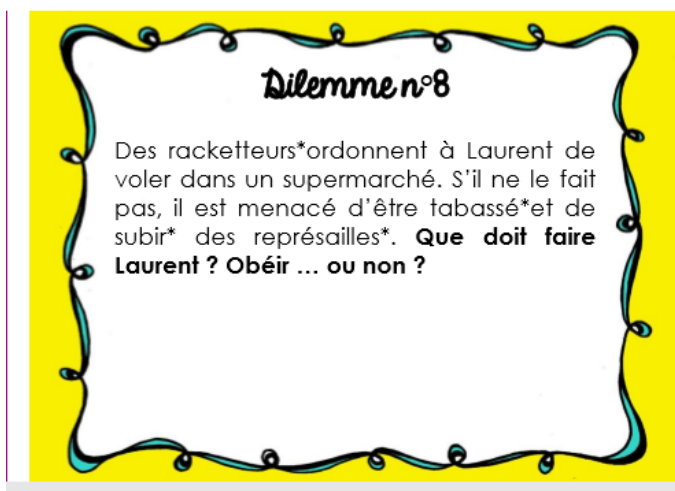 Dilemme n°8
Des racketteurs*ordonnent à Laurent de
voler dans un supermarché. S'il ne le fait
pas, il est menacé d'être tabassé*et de
subir* des représailles*. Que doit faire
Laurent ? Obéir ... ou non ?